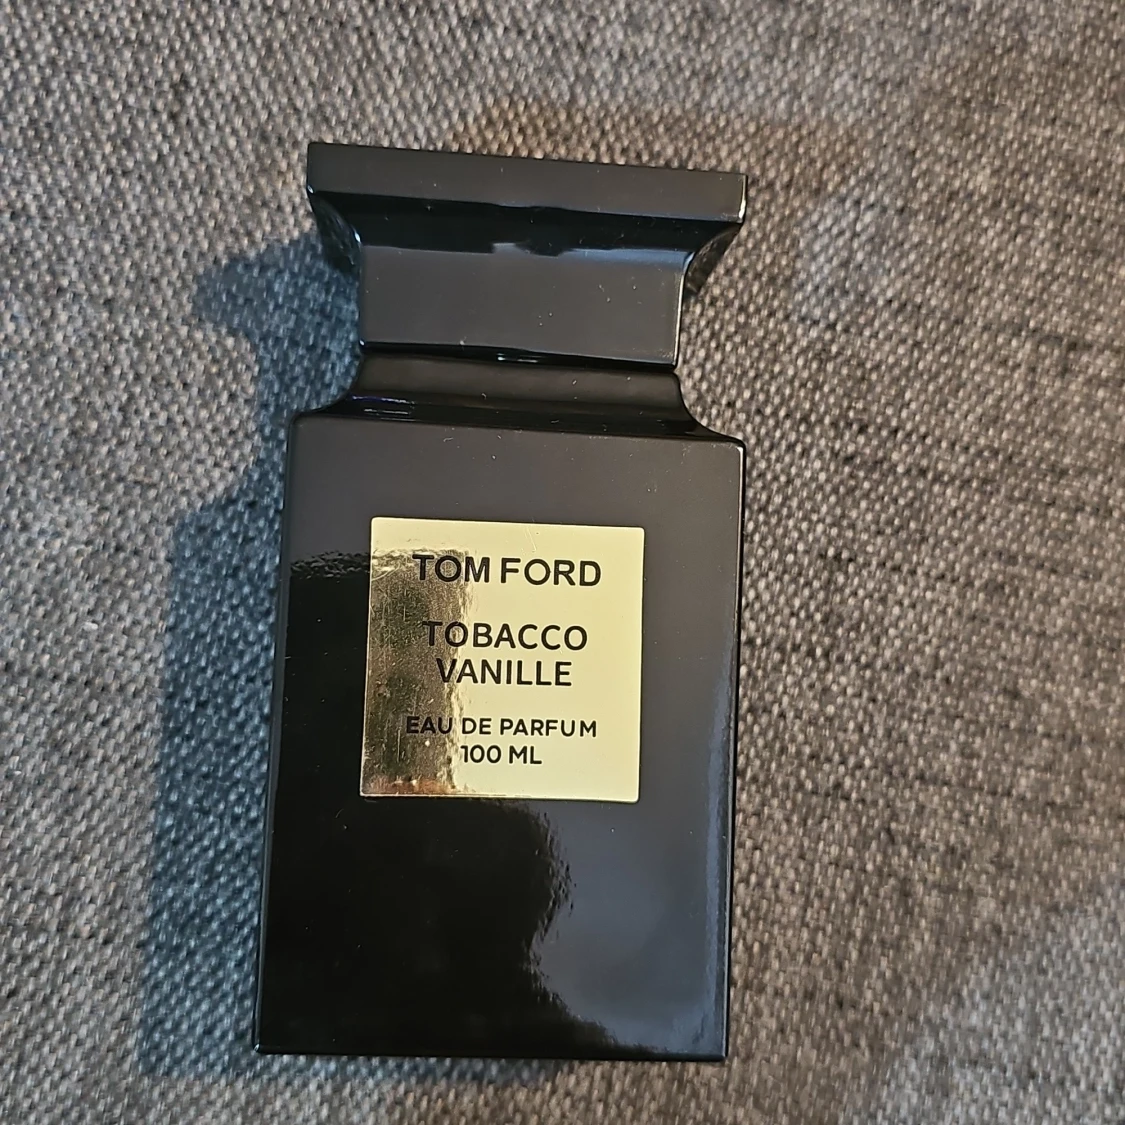 TOM FORD
TOBACCO
VANILLE
EAU DE PARFUM
100 ML